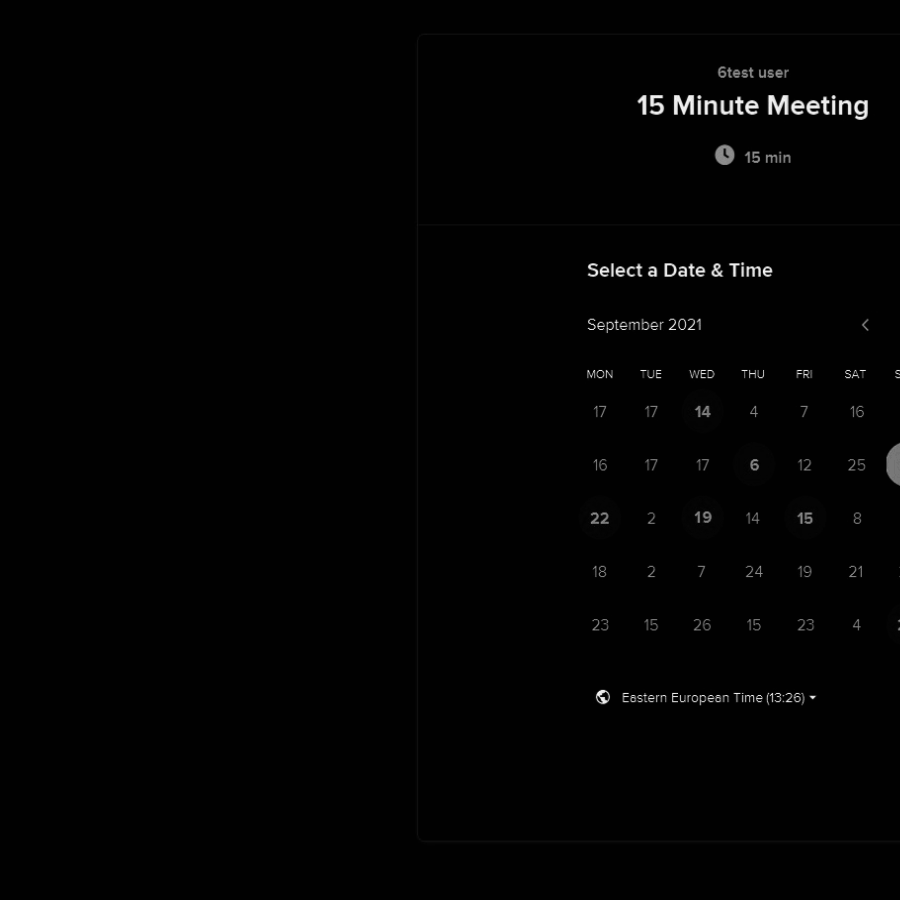 6test user
15 Minute Meeting
15 min
Select a Date & Time
September 2021
MON TUE WED THU FRI SAT
17 17 14 4 7 16
16 17 17 6 12 25
22 2 19 14 15 8
18 2 7 24 19 21
23 15 26 15 23 4
Eastern European Time (13:26)